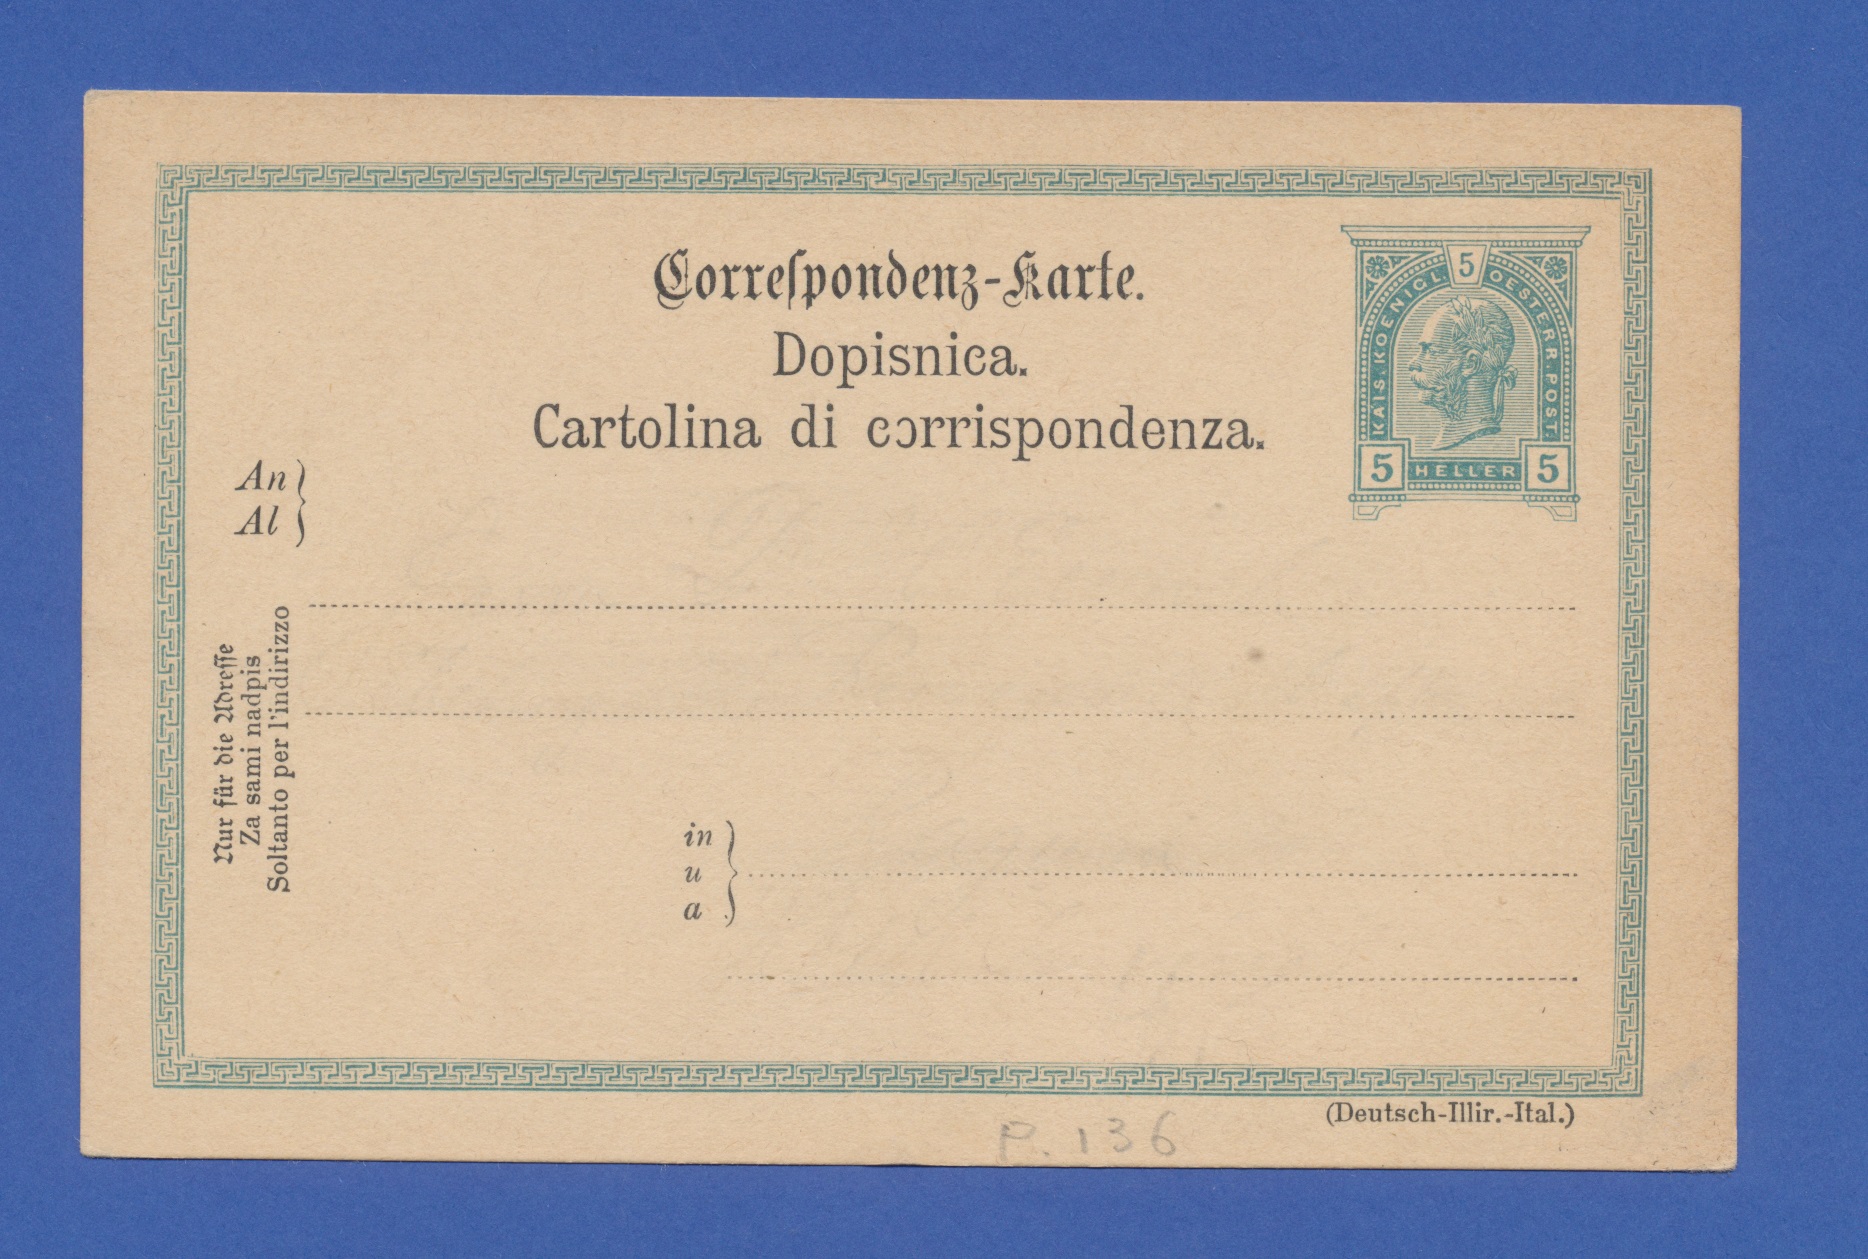 Correſpondenz-Karte.
Dopisnica.
Cartolina di corrispondenza.
5
KAIS. KOENIGL. OESTERR. POST.
5 HELLER 5
An
Al
Nur für die Adreſſe
Za sami nadpis
Soltanto per l'indirizzo
in
u
a
(Deutsch-Illir.-Ital.)
P. 136